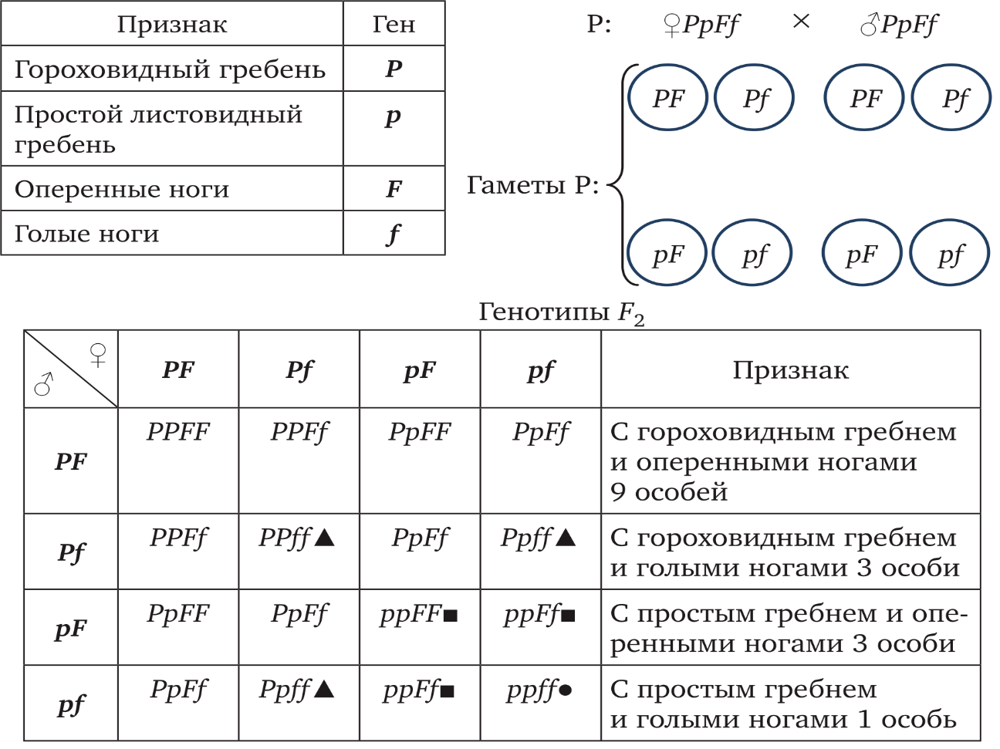 Признак Ген
Гороховидный гребень P
Простой листовидный p
гребень
Оперенные ноги F
Голые ноги f
P: ♀PpFf × ♂PpFf
PF Pf PF Pf
Гаметы P:
pF pf pF pf
Генотипы F₂
♀
♂
PF Pf pF pf Признак
PF PPFF PPFf PpFF PpFf С гороховидным гребнем
и оперенными ногами
9 особей
Pf PPFf PPff▲ PpFf Ppff▲ С гороховидным гребнем
и голыми ногами 3 особи
pF PpFF PpFf ppFF■ ppFf■ С простым гребнем и опе-
ренными ногами 3 особи
pf PpFf Ppff▲ ppFf■ ppff● С простым гребнем
и голыми ногами 1 особь